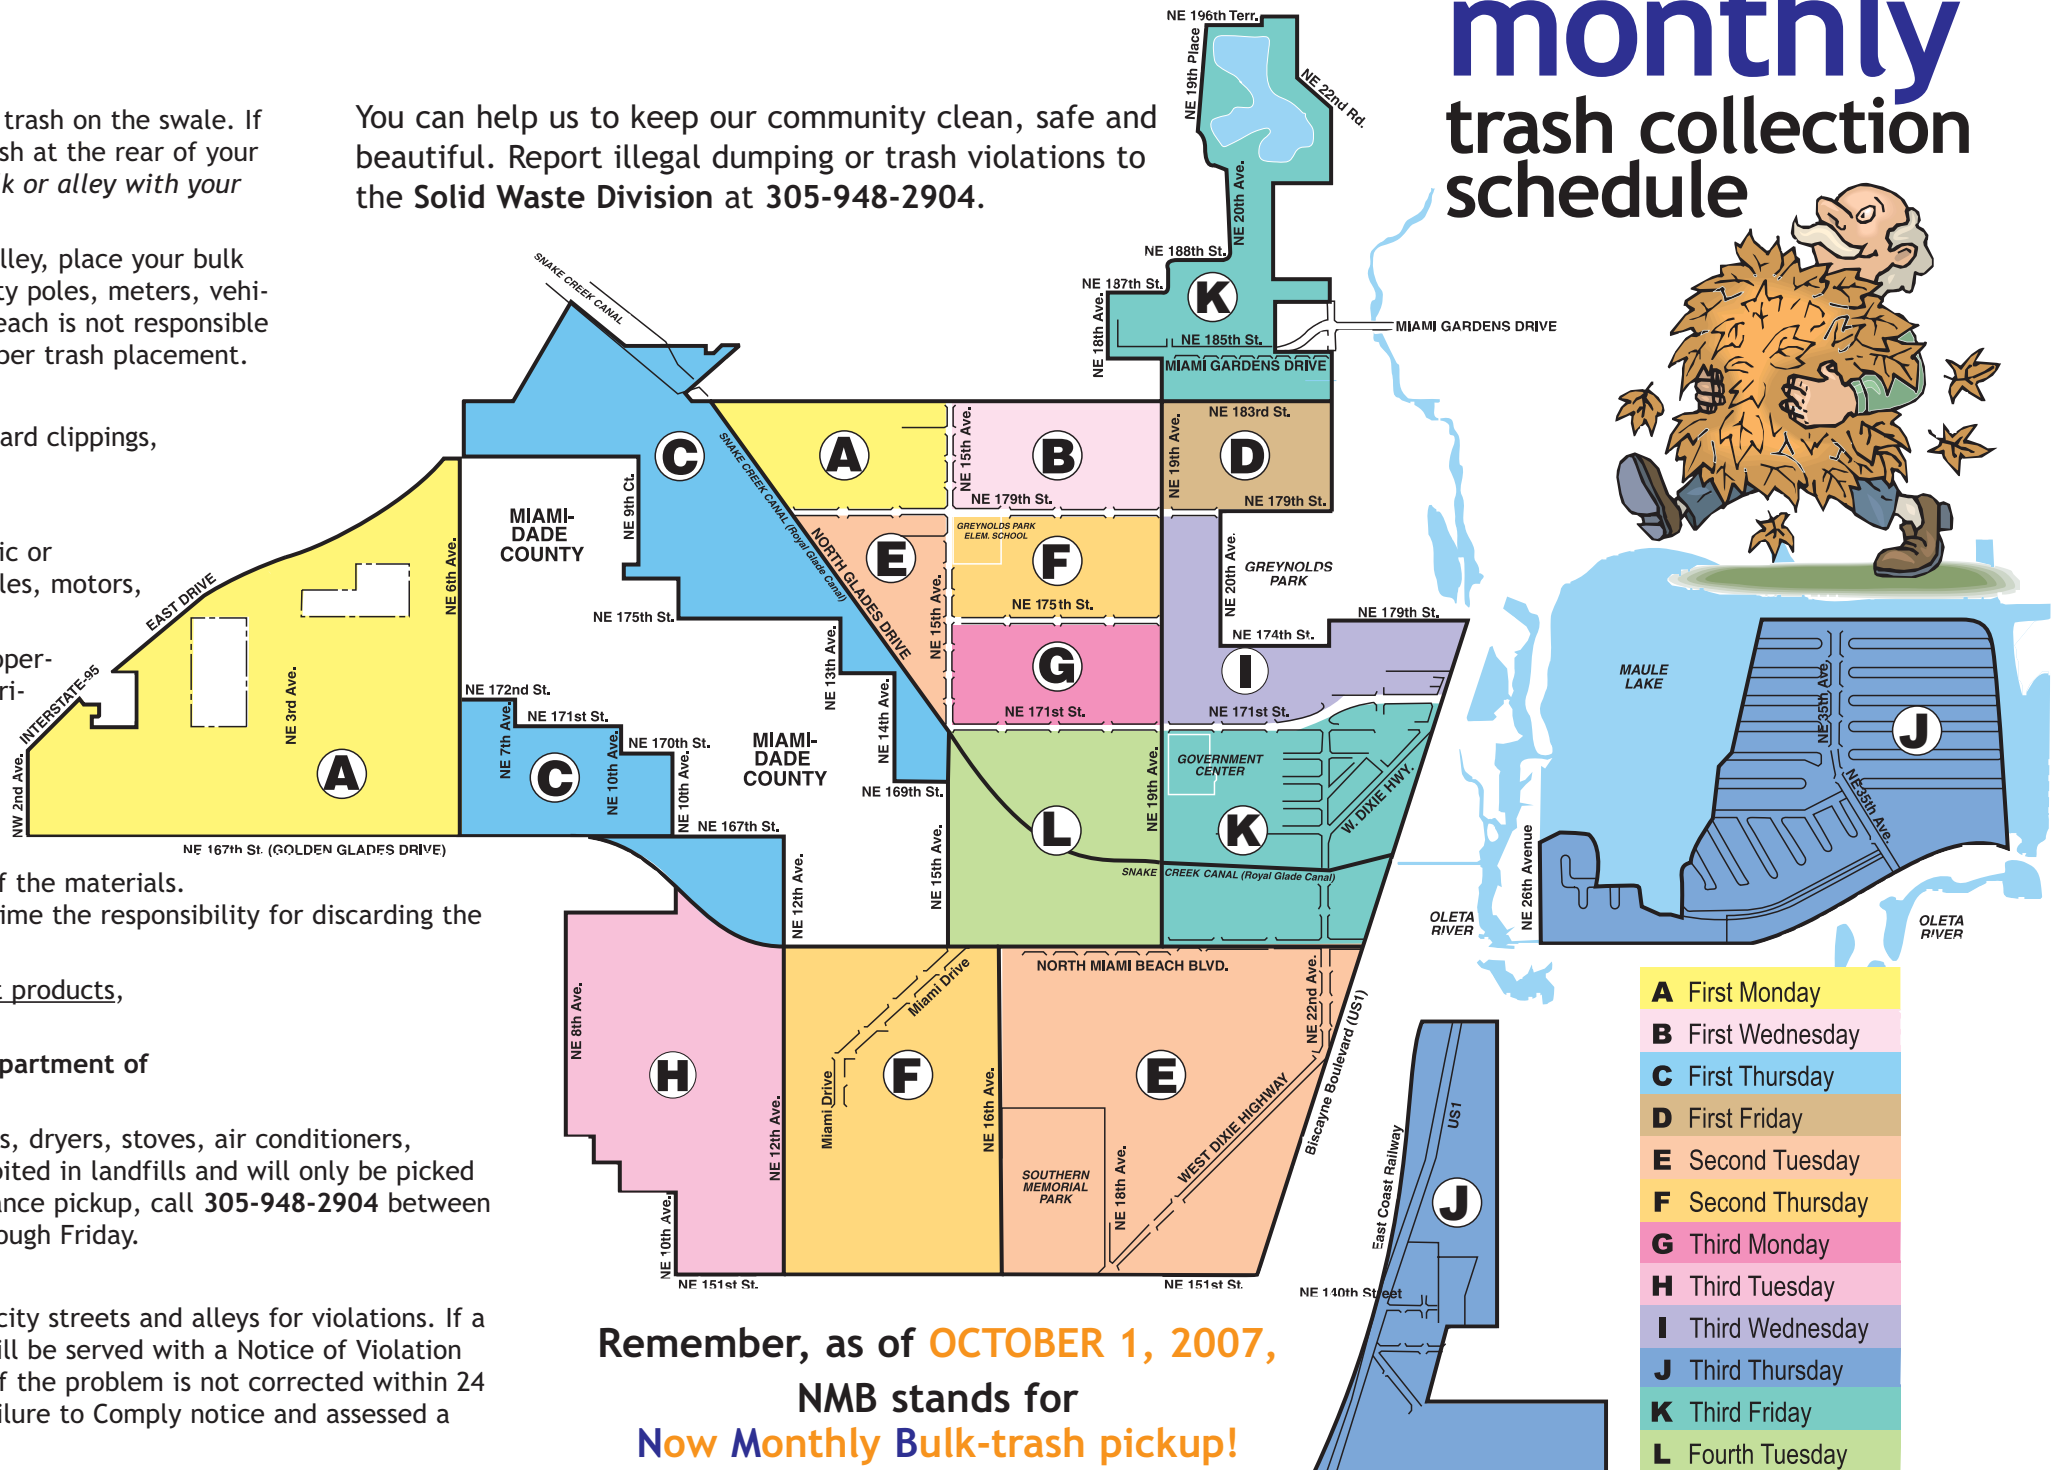 monthly
trash collection
schedule
trash on the swale. If
sh at the rear of your
lk or alley with your
lley, place your bulk
ty poles, meters, vehi-
each is not responsible
per trash placement.
ard clippings,
ic or
les, motors,
oper-
ri-
f the materials.
ime the responsibility for discarding the
t products,
partment of
s, dryers, stoves, air conditioners,
bited in landfills and will only be picked
ance pickup, call 305-948-2904 between
ough Friday.
city streets and alleys for violations. If a
ill be served with a Notice of Violation
f the problem is not corrected within 24
ilure to Comply notice and assessed a
You can help us to keep our community clean, safe and
beautiful. Report illegal dumping or trash violations to
the Solid Waste Division at 305-948-2904.
NE 196th Terr.
NE 19th Place
NE 22nd Rd.
NE 20th Ave.
NE 188th St.
NE 187th St.
K
NE 18th Ave.
NE 185th St.
MIAMI GARDENS DRIVE
MIAMI GARDENS DRIVE
SNAKE CREEK CANAL
C
SNAKE CREEK CANAL (Royal Glade Canal)
A
NE 15th Ave.
B
NE 179th St.
NE 183rd St.
NE 19th Ave.
D
NE 179th St.
MIAMI-
DADE
COUNTY
NE 9th Ct.
NE 6th Ave.
NORTH GLADES DRIVE
E
GREYNOLDS PARK
ELEM. SCHOOL
F
NE 175th St.
NE 15th Ave.
NE 20th Ave.
GREYNOLDS
PARK
NE 179th St.
NE 174th St.
I
NE 171st St.
G
NE 171st St.
EAST DRIVE
INTERSTATE-95
NE 3rd Ave.
NW 2nd Ave.
A
NE 167th St. (GOLDEN GLADES DRIVE)
NE 175th St.
NE 13th Ave.
NE 14th Ave.
NE 172nd St.
NE 171st St.
NE 7th Ave.
NE 170th St.
C
NE 10th Ave.
NE 10th Ave.
NE 167th St.
MIAMI-
DADE
COUNTY
NE 169th St.
NE 12th Ave.
NE 15th Ave.
L
NE 19th Ave.
GOVERNMENT
CENTER
K
W. DIXIE HWY.
SNAKE CREEK CANAL (Royal Glade Canal)
MAULE
LAKE
NE 35th Ave.
J
NE 35th Ave.
NE 26th Avenue
OLETA
RIVER
OLETA
RIVER
NE 8th Ave.
H
NE 12th Ave.
NE 10th Ave.
NE 151st St.
Miami Drive
Miami Drive
F
NE 16th Ave.
NORTH MIAMI BEACH BLVD.
NE 22nd Ave.
E
Biscayne Boulevard (US1)
WEST DIXIE HIGHWAY
SOUTHERN
MEMORIAL
PARK
NE 18th Ave.
NE 151st St.
US1
East Coast Railway
J
NE 140th Street
A First Monday
B First Wednesday
C First Thursday
D First Friday
E Second Tuesday
F Second Thursday
G Third Monday
H Third Tuesday
I Third Wednesday
J Third Thursday
K Third Friday
L Fourth Tuesday
Remember, as of OCTOBER 1, 2007,
NMB stands for
Now Monthly Bulk-trash pickup!